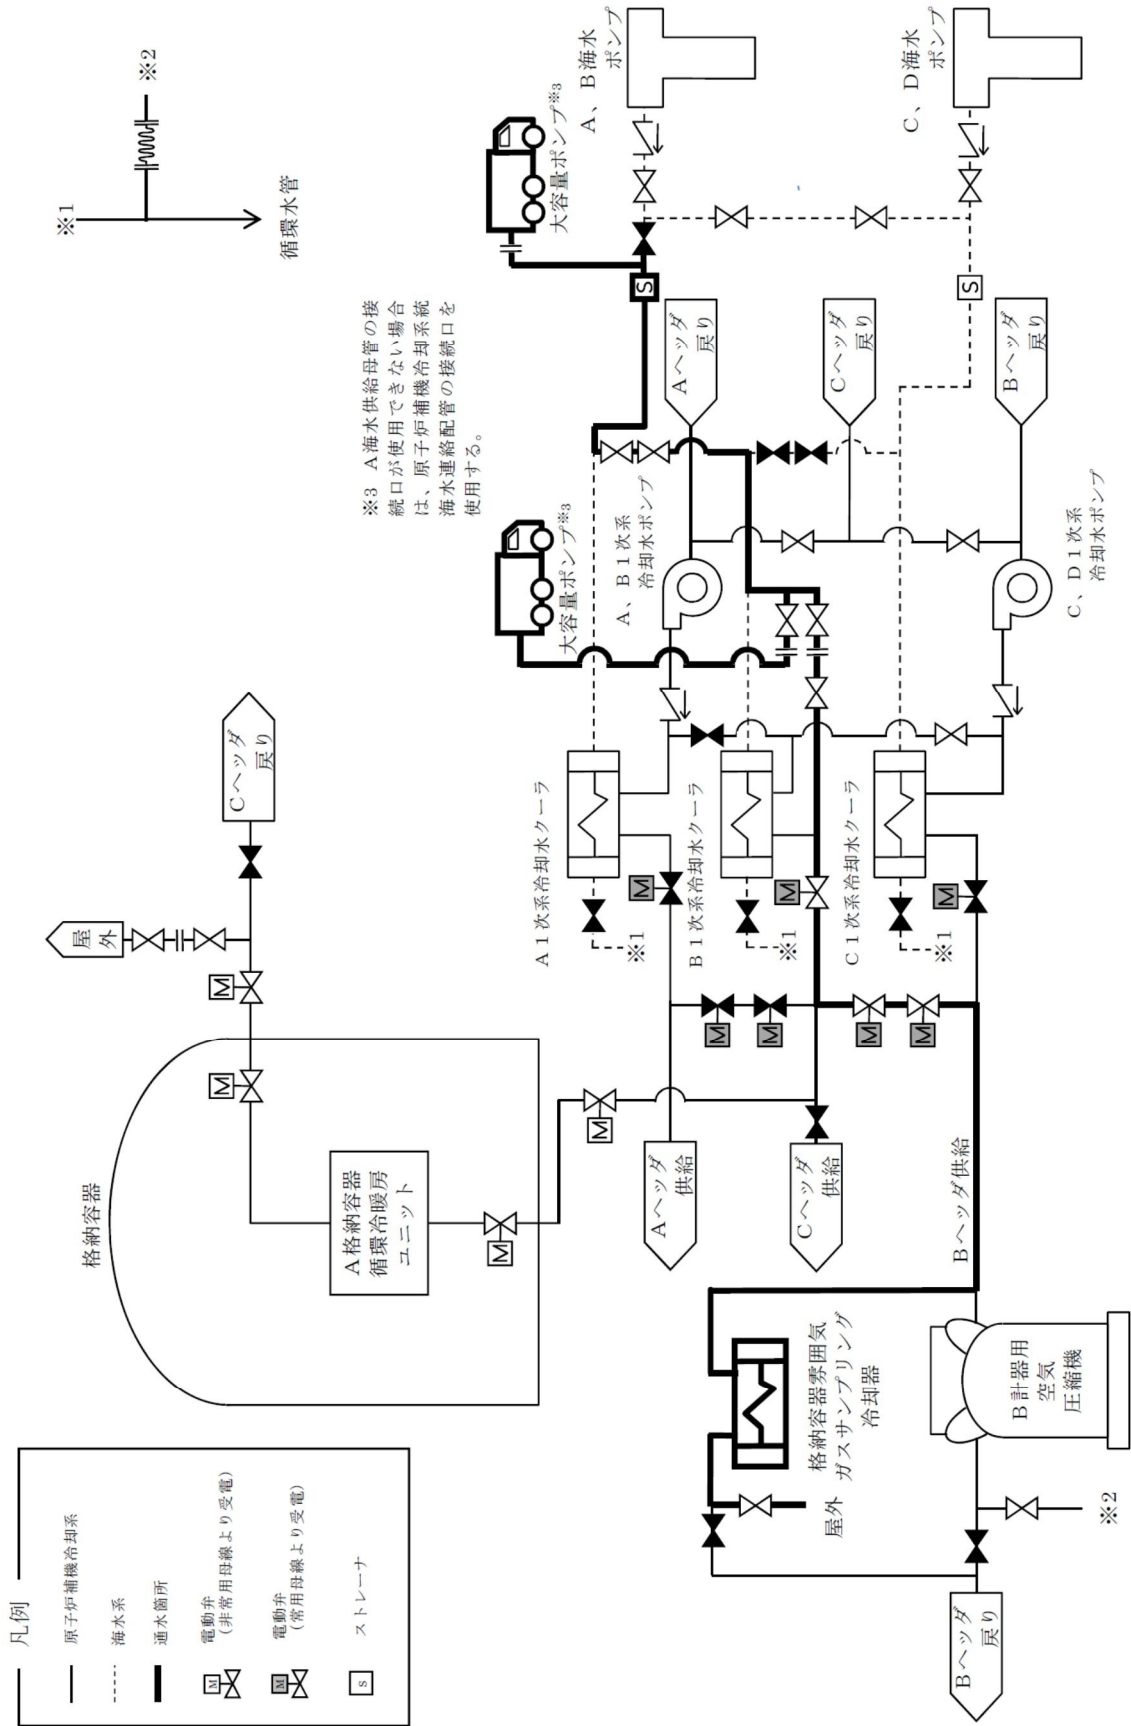 凡例
原子炉補機冷却系
海水系
通水箇所
M
電動弁
(非常用母線より受電)
M
電動弁
(常用母線より受電)
S
ストレーナ
格納容器
A格納容器
循環冷暖房
ユニット
M
M
M
M
屋外
Cヘッダ
戻り
※1
※2
循環水管
※3 A海水供給母管の接
続口が使用できない場合
は、原子炉補機冷却系統
海水連絡配管の接続口を
使用する。
大容量ポンプ※3
大容量ポンプ※3
A、B海水
ポンプ
C、D海水
ポンプ
S
S
Aヘッダ
戻り
Cヘッダ
戻り
Bヘッダ
戻り
A、B1次系
冷却水ポンプ
C、D1次系
冷却水ポンプ
A1次系冷却水クーラ
B1次系冷却水クーラ
C1次系冷却水クーラ
※1
※1
※1
M
M
M
M
M
M
M
Aヘッダ
供給
Cヘッダ
供給
Bヘッダ供給
格納容器雰囲気
ガスサンプリング
冷却器
屋外
B計器用
空気
圧縮機
※2
Bヘッダ
戻り